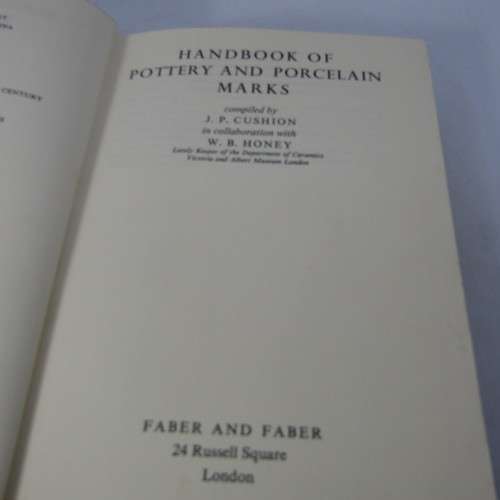 CENTURY
HANDBOOK OF
POTTERY AND PORCELAIN
MARKS
compiled by
J. P. CUSHION
in collaboration with
W. B. HONEY
Lately Keeper of the Department of Ceramics
Victoria and Albert Museum London
FABER AND FABER
24 Russell Square
London